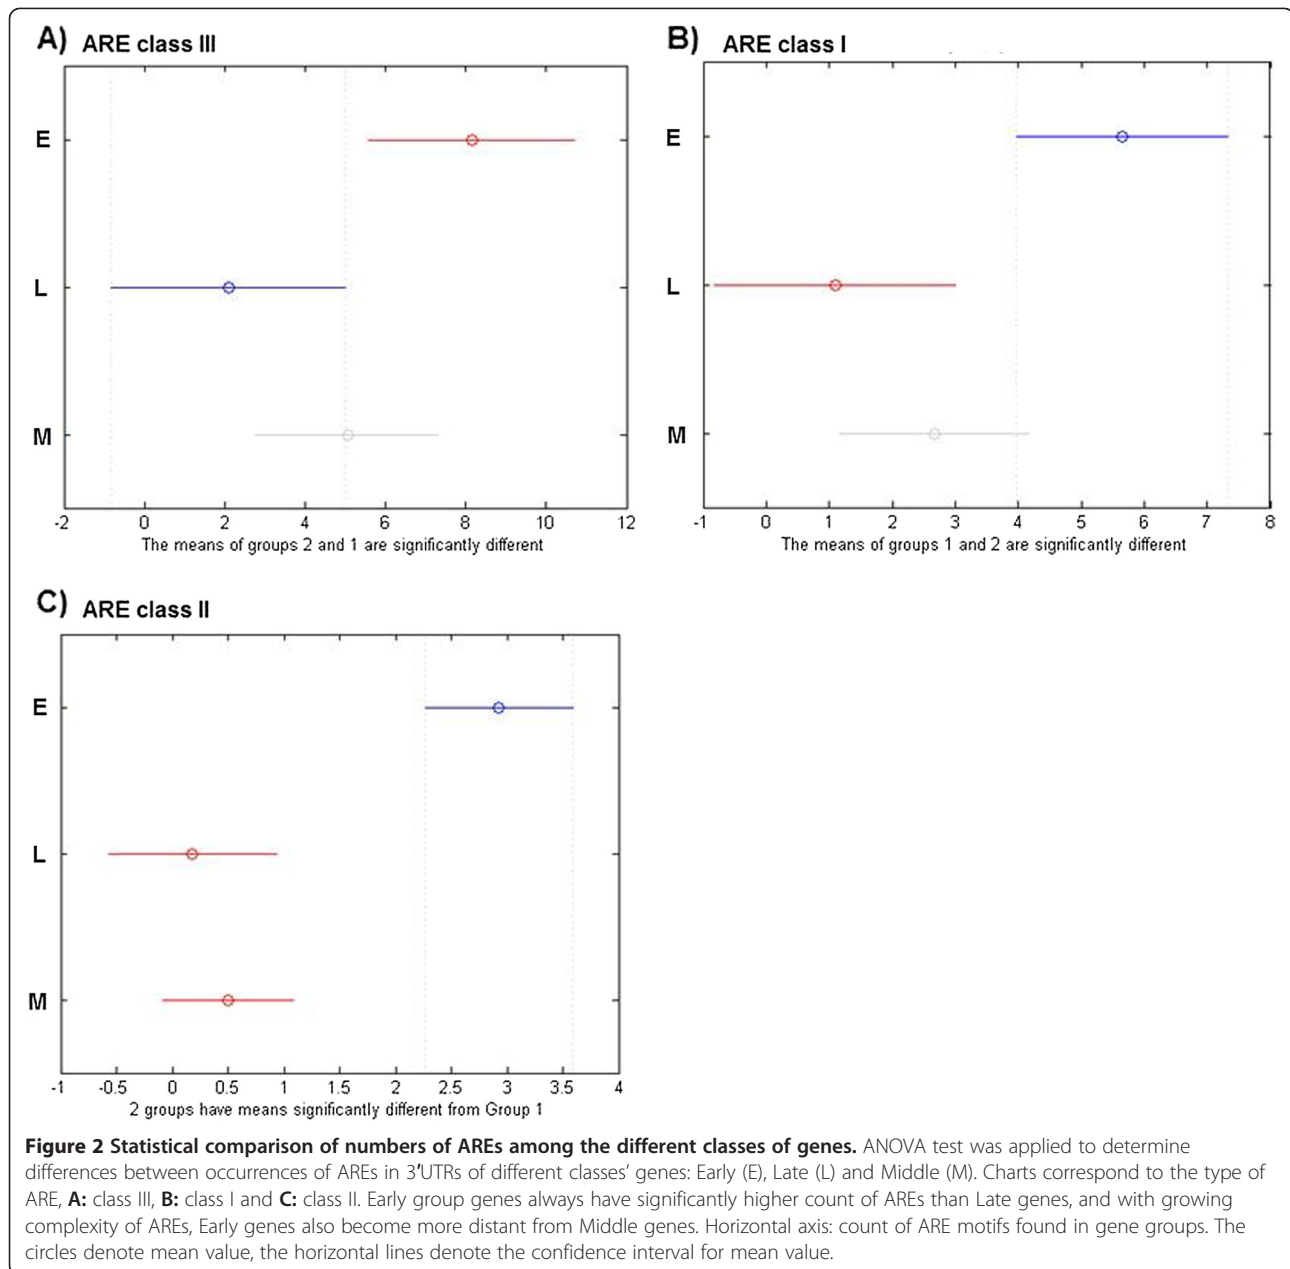 A) ARE class III
E
L
M
-2 0 2 4 6 8 10 12
The means of groups 2 and 1 are significantly different
B) ARE class I
E
L
M
-1 0 1 2 3 4 5 6 7 8
The means of groups 1 and 2 are significantly different
C) ARE class II
E
L
M
-1 -0.5 0 0.5 1 1.5 2 2.5 3 3.5 4
2 groups have means significantly different from Group 1
Figure 2 Statistical comparison of numbers of AREs among the different classes of genes. ANOVA test was applied to determine
differences between occurrences of AREs in 3′UTRs of different classes’ genes: Early (E), Late (L) and Middle (M). Charts correspond to the type of
ARE, A: class III, B: class I and C: class II. Early group genes always have significantly higher count of AREs than Late genes, and with growing
complexity of AREs, Early genes also become more distant from Middle genes. Horizontal axis: count of ARE motifs found in gene groups. The
circles denote mean value, the horizontal lines denote the confidence interval for mean value.